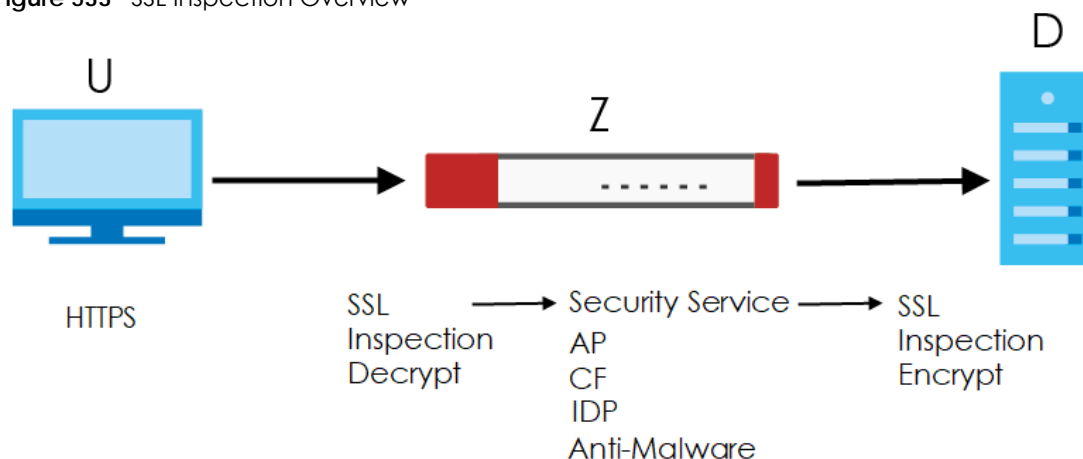 SSL Inspection Overview
D
U
Z
HTTPS
SSL Inspection Decrypt
Security Service
AP
CF
IDP
Anti-Malware
SSL Inspection Encrypt